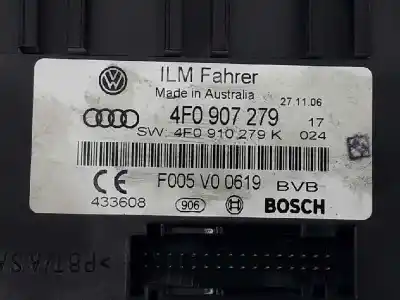 ILM Fahrer
Made in Australia
27.11.06
4F0 907 279 17
SW: 4F0 910 279 K 024
CE F005 V0 0619 BVB
433608 906 BOSCH